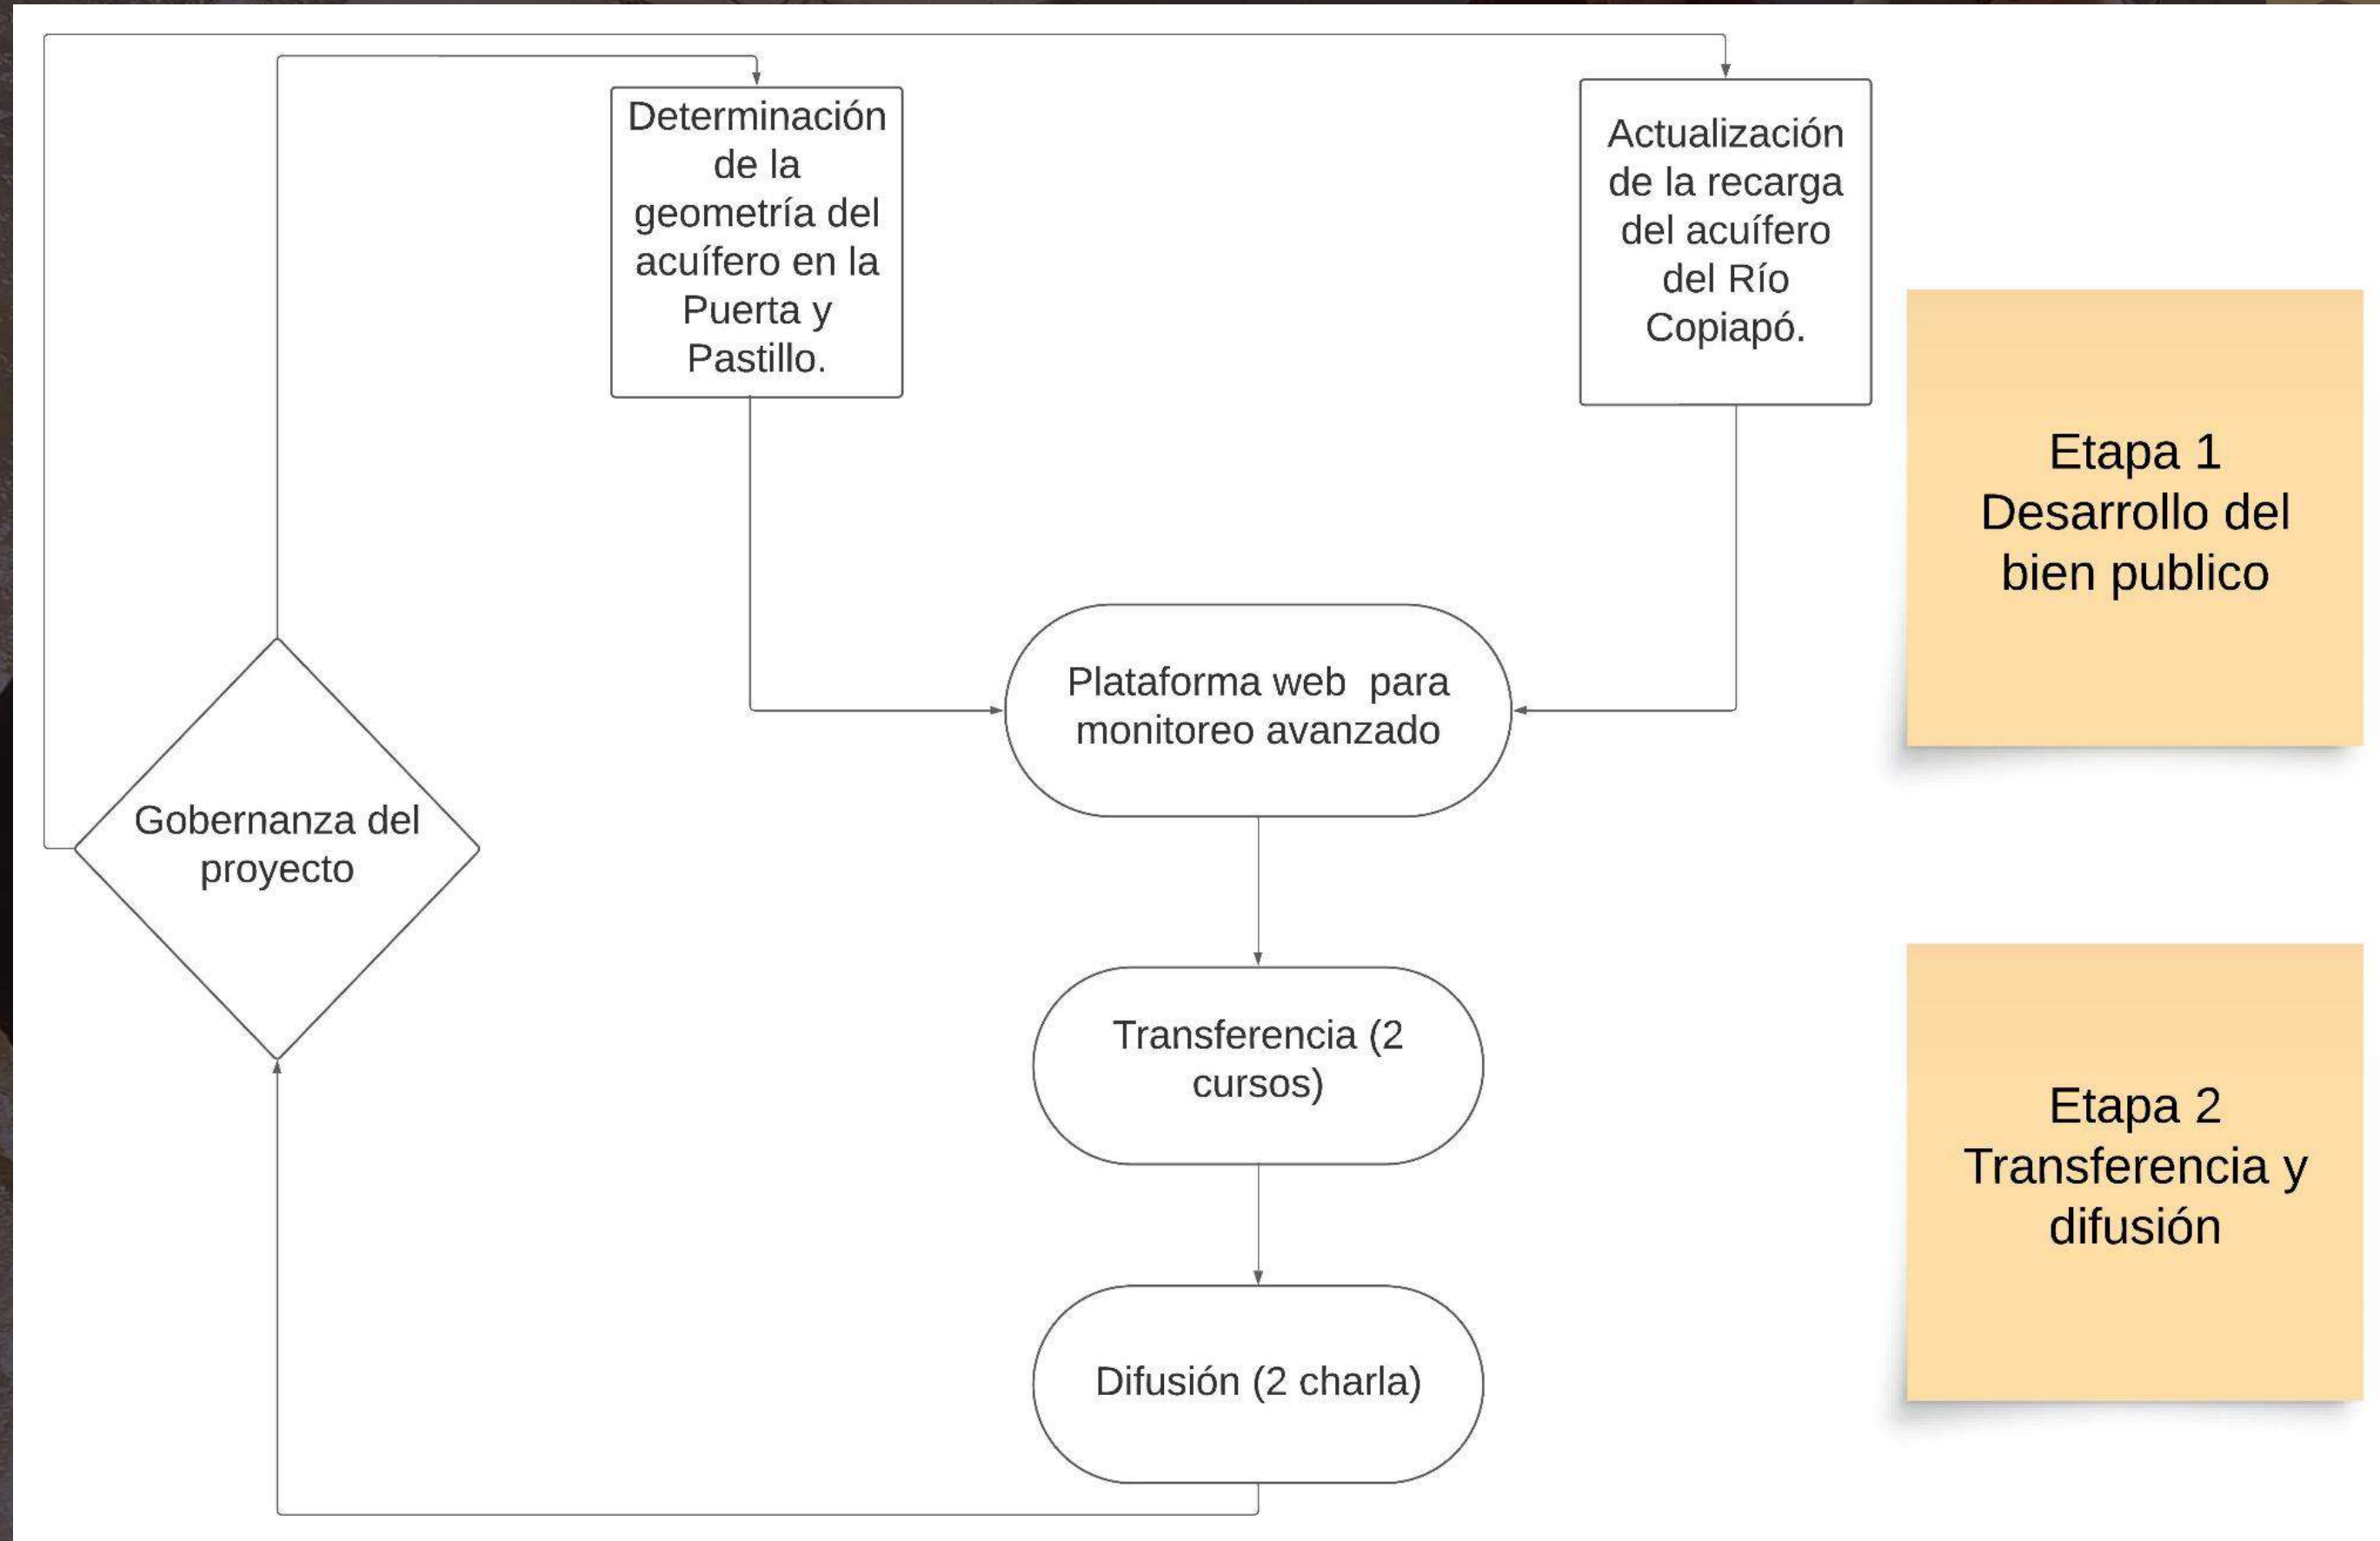 Determinación
de la
geometría del
acuífero en la
Puerta y
Pastillo.
Actualización
de la recarga
del acuífero
del Río
Copiapó.
Etapa 1
Desarrollo del
bien publico
Plataforma web  para
monitoreo avanzado
Gobernanza del
proyecto
Transferencia (2
cursos)
Etapa 2
Transferencia y
difusión
Difusión (2 charla)